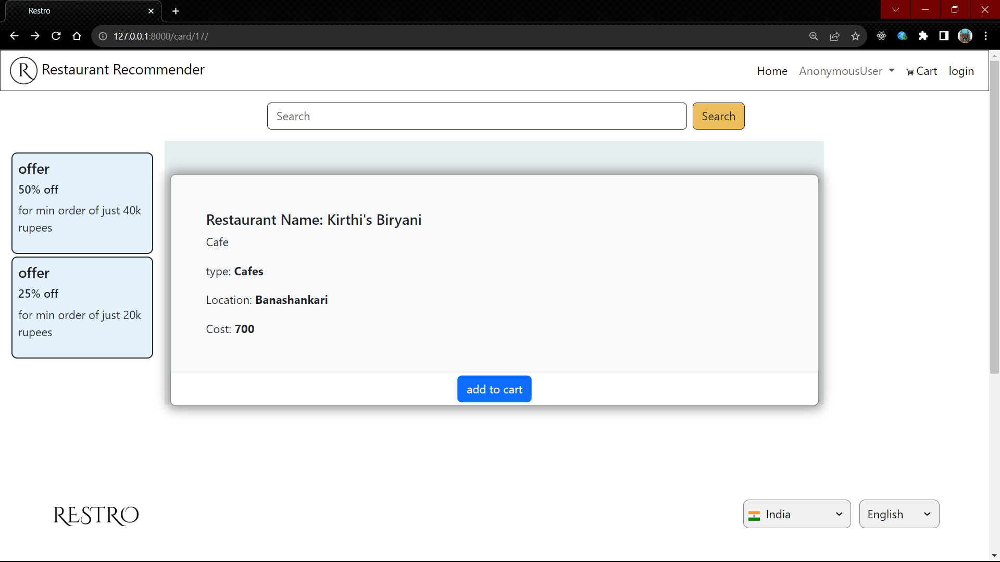 Restro
127.0.0.1:8000/card/17/
R Restaurant Recommender
Home AnonymousUser Cart login
Search Search
offer
50% off
for min order of just 40k
rupees
offer
25% off
for min order of just 20k
rupees
Restaurant Name: Kirthi's Biryani
Cafe
type: Cafes
Location: Banashankari
Cost: 700
add to cart
RESTRO
India English